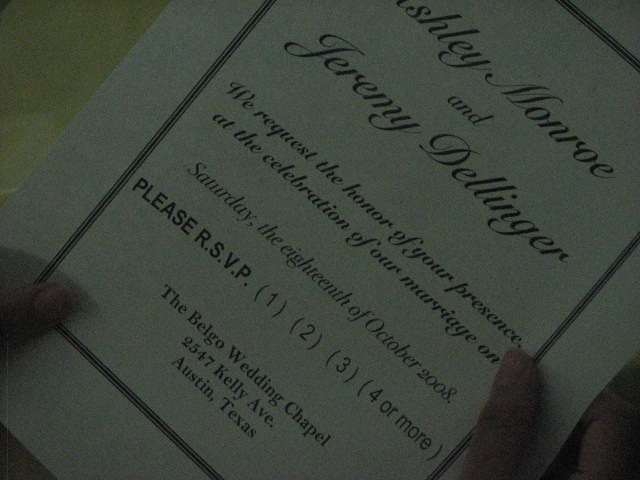 Ashley Monroe
and
Jeremy Dellinger
We request the honor of your presence
at the celebration of our marriage on
Saturday, the eighteenth of October 2008.
PLEASE R.S.V.P. (1) (2) (3) (4 or more)
The Belgo Wedding Chapel
2547 Kelly Ave.
Austin, Texas